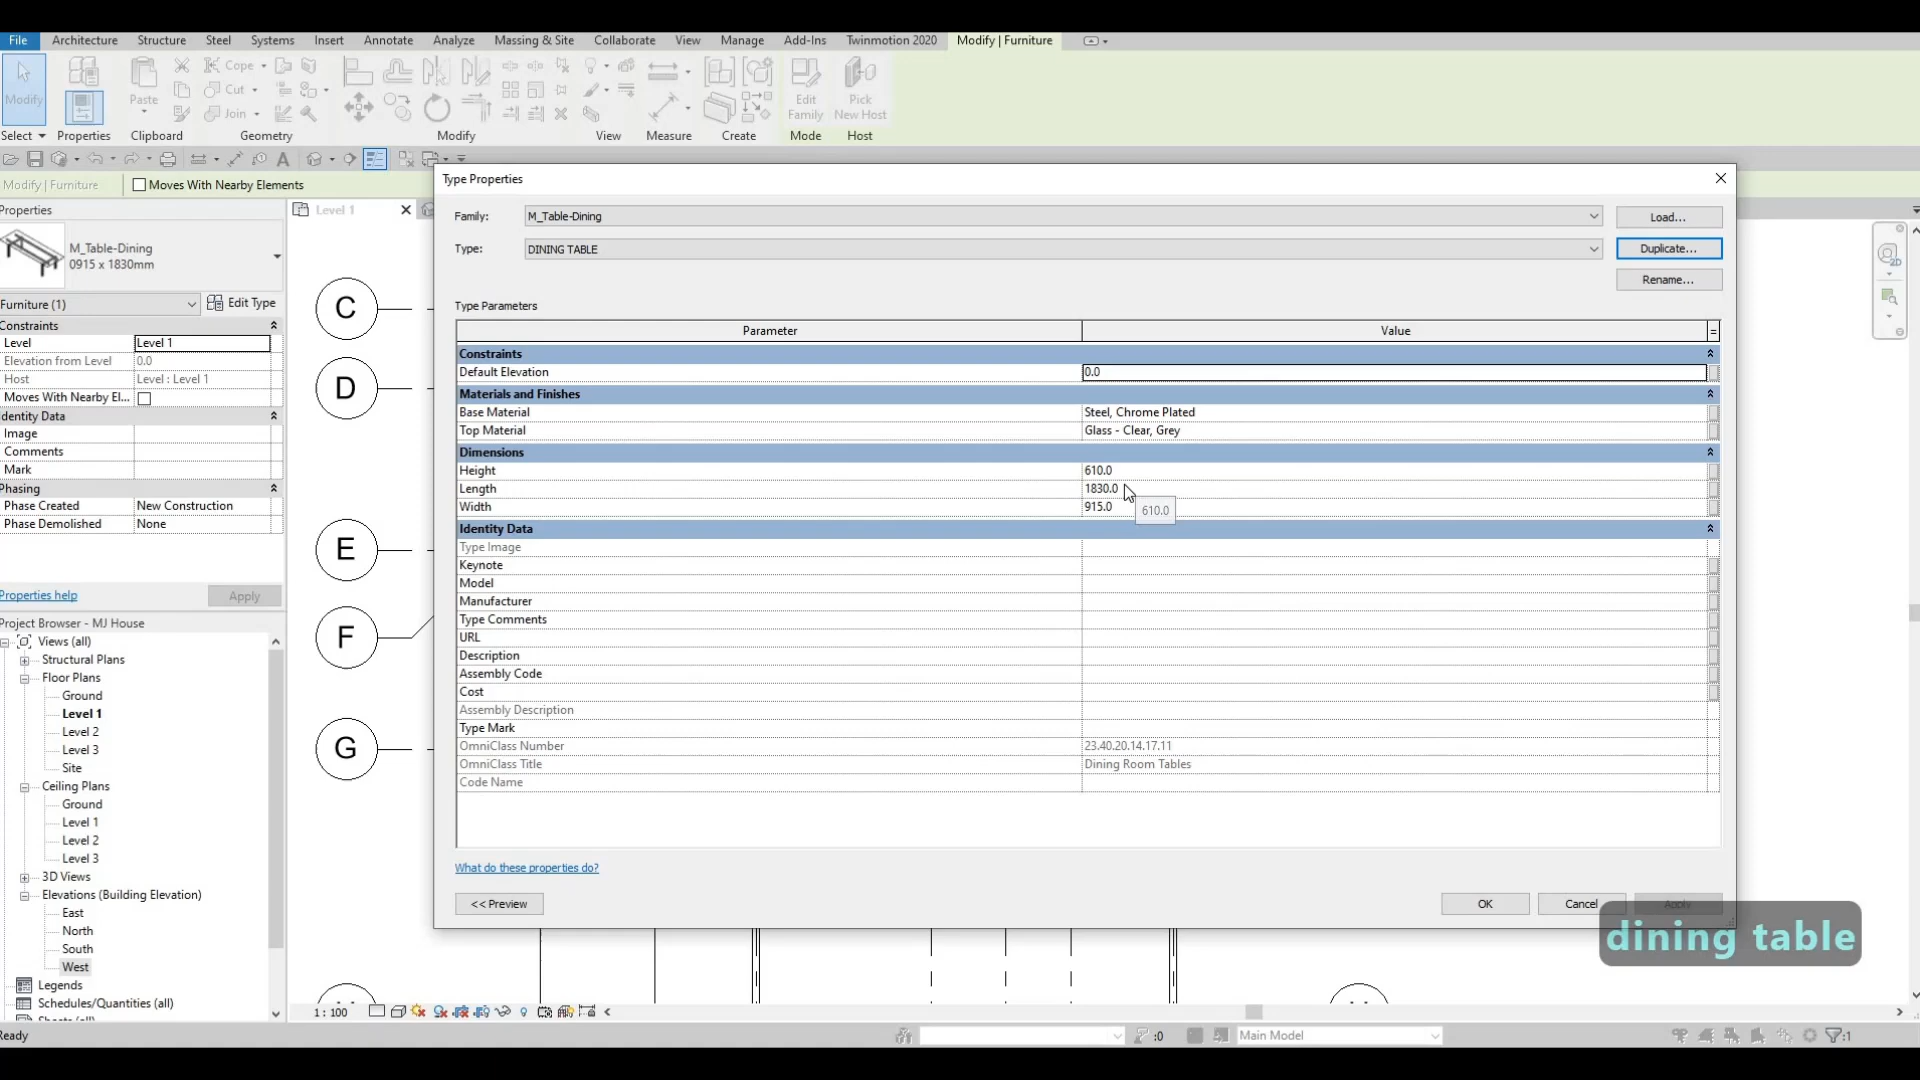 File Architecture Structure Steel Systems Insert Annotate Analyze Massing & Site Collaborate View Manage Add-Ins Twinmotion 2020 Modify | Furniture
Cope
Modify Paste Cut Edit Family Pick New Host
Join
Select Properties Clipboard Geometry Modify View Measure Create Mode Host
Modify | Furniture Moves With Nearby Elements
Properties
Level 1
M_Table-Dining
0915 x 1830mm
Furniture (1) Edit Type
Constraints
Level Level 1
Elevation from Level 0.0
Host Level : Level 1
Moves With Nearby El...
Identity Data
Image
Comments
Mark
Phasing
Phase Created New Construction
Phase Demolished None
Properties help Apply
Project Browser - MJ House
Views (all)
Structural Plans
Floor Plans
Ground
Level 1
Level 2
Level 3
Site
Ceiling Plans
Ground
Level 1
Level 2
Level 3
3D Views
Elevations (Building Elevation)
East
North
South
West
Legends
Schedules/Quantities (all)
C
D
E
F
G
Type Properties
Family: M_Table-Dining Load...
Type: DINING TABLE Duplicate...
Rename...
Type Parameters
Parameter Value =
Constraints
Default Elevation 0.0
Materials and Finishes
Base Material Steel, Chrome Plated
Top Material Glass - Clear, Grey
Dimensions
Height 610.0
Length 1830.0
Width 915.0
610.0
Identity Data
Type Image
Keynote
Model
Manufacturer
Type Comments
URL
Description
Assembly Code
Cost
Assembly Description
Type Mark
OmniClass Number 23.40.20.14.17.11
OmniClass Title Dining Room Tables
Code Name
What do these properties do?
<< Preview OK Cancel Apply
dining table
1 : 100
Ready :0 Main Model :1